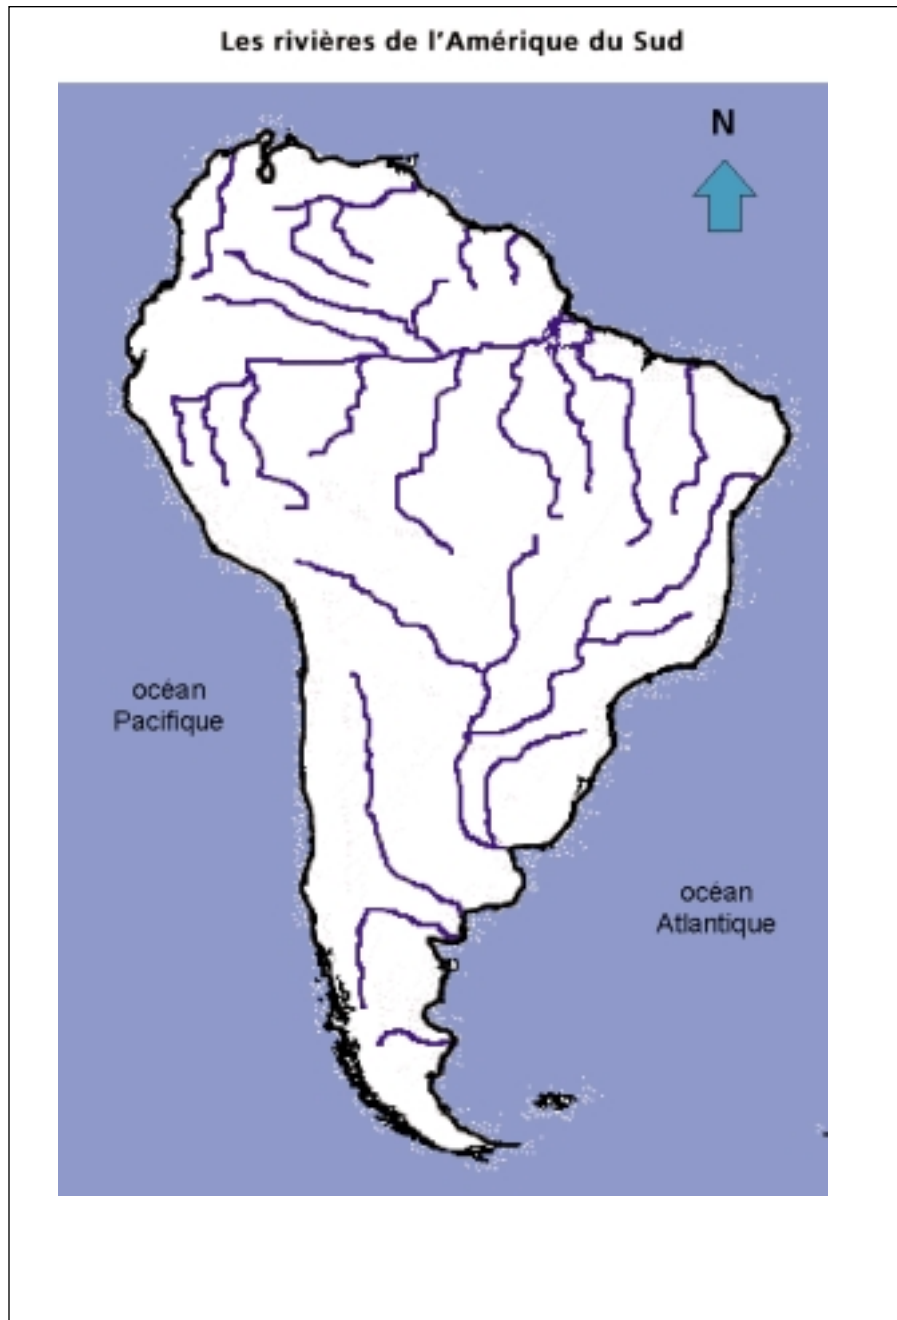 Les rivières de l'Amérique du Sud
N
océan
Pacifique
océan
Atlantique